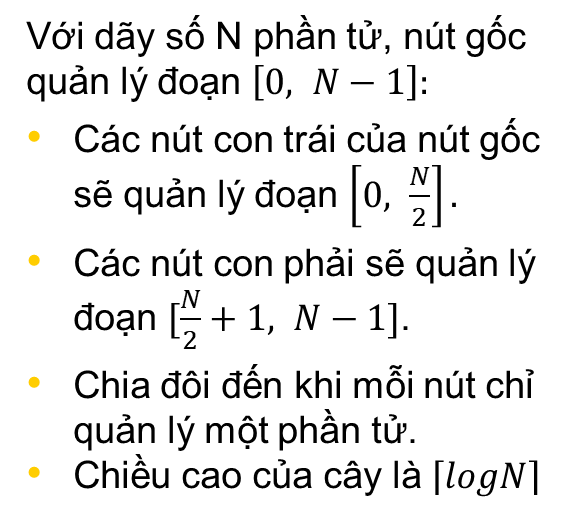 Với dãy số N phần tử, nút gốc
quản lý đoạn [0, N − 1]:
• Các nút con trái của nút gốc
sẽ quản lý đoạn [0, N/2].
• Các nút con phải sẽ quản lý
đoạn [N/2 + 1, N − 1].
• Chia đôi đến khi mỗi nút chỉ
quản lý một phần tử.
• Chiều cao của cây là ⌈logN⌉